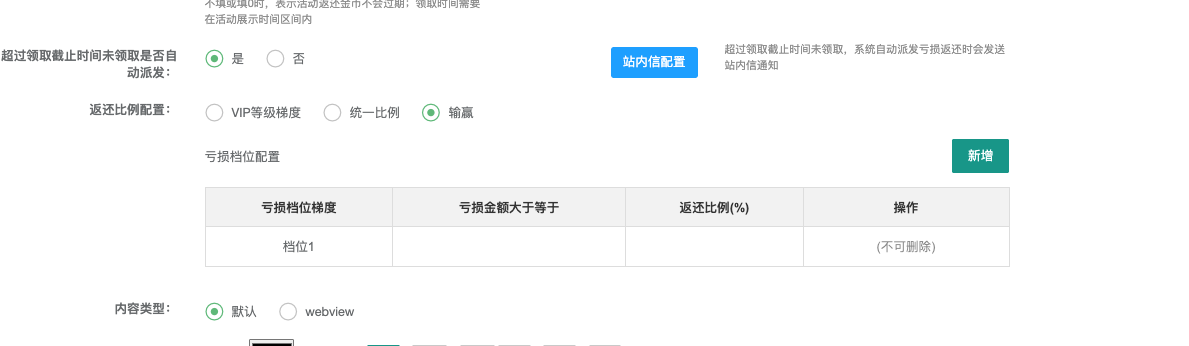 不填或填0时，表示活动返还金币不会过期；领取时间需要
在活动展示时间区间内
超过领取截止时间未领取是否自
动派发：
是
否
站内信配置
超过领取截止时间未领取，系统自动派发亏损返还时会发送
站内信通知
返还比例配置：
VIP等级梯度
统一比例
输赢
亏损档位配置
新增
亏损档位梯度
亏损金额大于等于
返还比例(%)
操作
档位1
(不可删除)
内容类型：
默认
webview